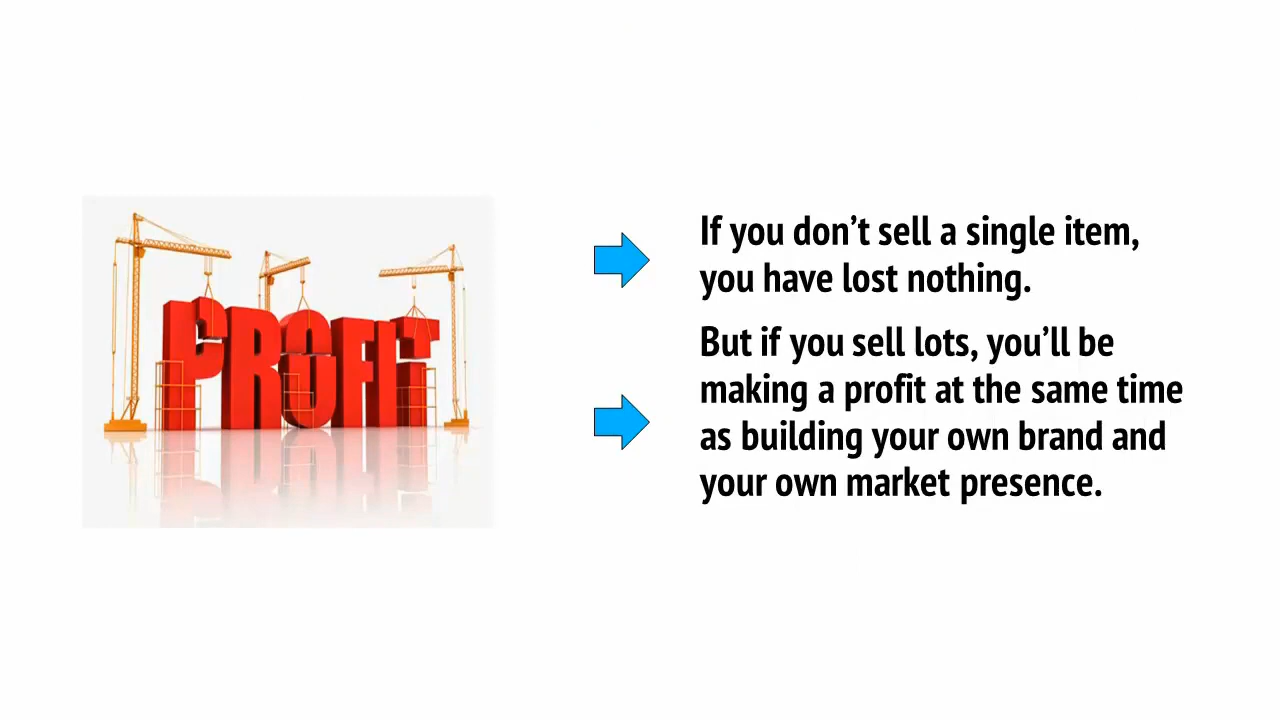 PROFIT
If you don’t sell a single item,
you have lost nothing.
But if you sell lots, you’ll be
making a profit at the same time
as building your own brand and
your own market presence.